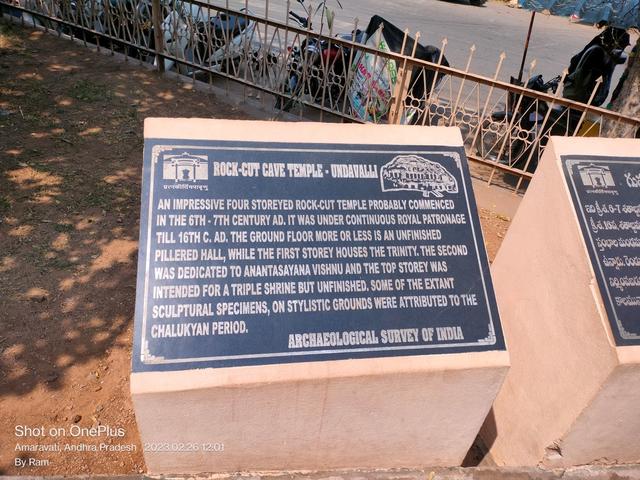 ROCK-CUT CAVE TEMPLE - UNDAVALLI
प्रत्नकीर्तिमपावृणु
AN IMPRESSIVE FOUR STOREYED ROCK-CUT TEMPLE PROBABLY COMMENCED
IN THE 6TH - 7TH CENTURY AD. IT WAS UNDER CONTINUOUS ROYAL PATRONAGE
TILL 16TH C. AD. THE GROUND FLOOR MORE OR LESS IS AN UNFINISHED
PILLERED HALL, WHILE THE FIRST STOREY HOUSES THE TRINITY. THE SECOND
WAS DEDICATED TO ANANTASAYANA VISHNU AND THE TOP STOREY WAS
INTENDED FOR A TRIPLE SHRINE BUT UNFINISHED. SOME OF THE EXTANT
SCULPTURAL SPECIMENS, ON STYLISTIC GROUNDS WERE ATTRIBUTED TO THE
CHALUKYAN PERIOD.
ARCHAEOLOGICAL SURVEY OF INDIA
Shot on OnePlus
Amaravati, Andhra Pradesh 2023.02.26 12:01
By Ram